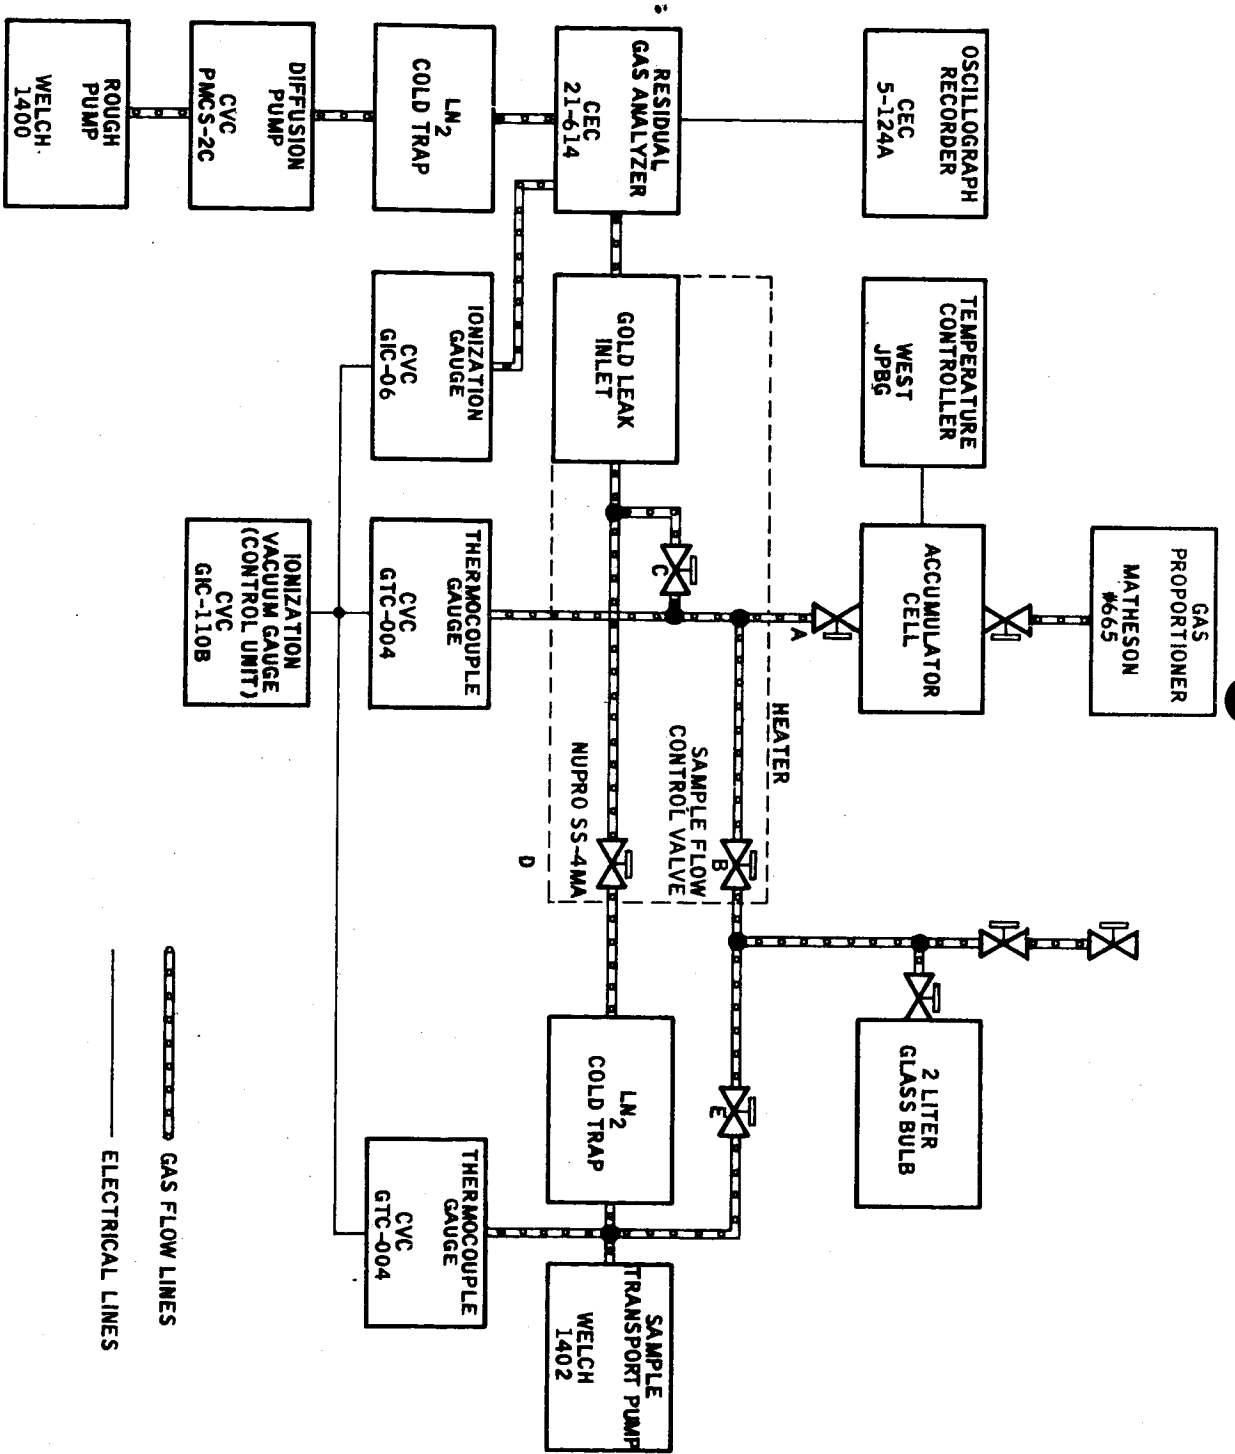 GAS
PROPORTIONER
MATHESON
#665
OSCILLOGRAPH
RECORDER
CEC
5-124A
TEMPERATURE
CONTROLLER
WEST
JPBG
ACCUMULATOR
CELL
A
2 LITER
GLASS BULB
HEATER
RESIDUAL
GAS ANALYZER
CEC
21-614
GOLD LEAK
INLET
C
SAMPLE FLOW
CONTROL VALVE
B
E
NUPRO SS-4MA
D
LN2
COLD TRAP
SAMPLE
TRANSPORT PUMP
WELCH
1402
LN2
COLD TRAP
IONIZATION
GAUGE
CVC
GIC-06
THERMOCOUPLE
GAUGE
CVC
GTC-004
THERMOCOUPLE
GAUGE
CVC
GTC-004
DIFFUSION
PUMP
CVC
PMCS-2C
IONIZATION
VACUUM GAUGE
(CONTROL UNIT)
CVC
GIC-110B
ROUGH
PUMP
WELCH
1400
GAS FLOW LINES
ELECTRICAL LINES